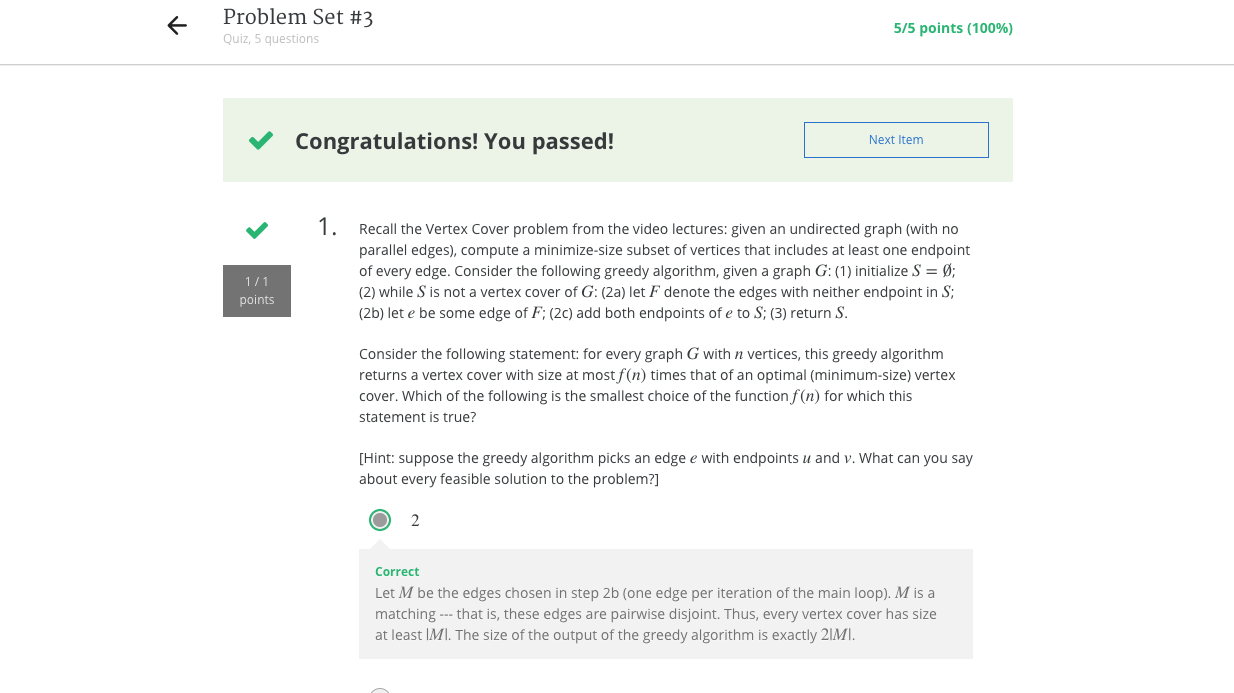 Problem Set #3
Quiz, 5 questions
5/5 points (100%)
Congratulations! You passed!
Next Item
1 / 1
points
1.
Recall the Vertex Cover problem from the video lectures: given an undirected graph (with no
parallel edges), compute a minimize-size subset of vertices that includes at least one endpoint
of every edge. Consider the following greedy algorithm, given a graph G: (1) initialize S = ∅;
(2) while S is not a vertex cover of G: (2a) let F denote the edges with neither endpoint in S;
(2b) let e be some edge of F; (2c) add both endpoints of e to S; (3) return S.
Consider the following statement: for every graph G with n vertices, this greedy algorithm
returns a vertex cover with size at most f(n) times that of an optimal (minimum-size) vertex
cover. Which of the following is the smallest choice of the function f(n) for which this
statement is true?
[Hint: suppose the greedy algorithm picks an edge e with endpoints u and v. What can you say
about every feasible solution to the problem?]
2
Correct
Let M be the edges chosen in step 2b (one edge per iteration of the main loop). M is a
matching --- that is, these edges are pairwise disjoint. Thus, every vertex cover has size
at least |M|. The size of the output of the greedy algorithm is exactly 2|M|.